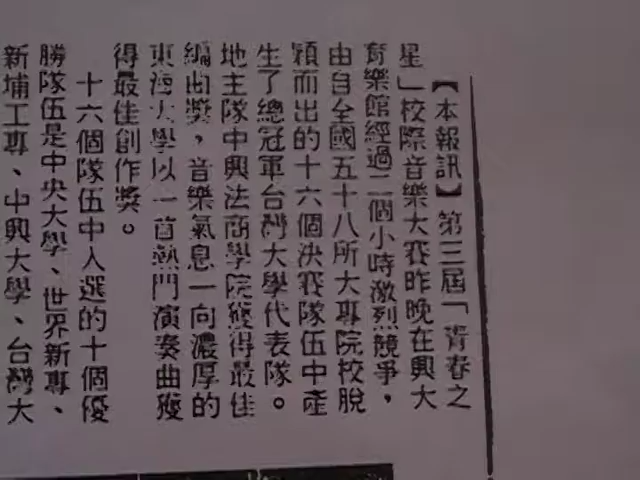 【本報訊】第三屆「青春之
星」校際音樂大賽昨晚在興大
育樂館經過二個小時激烈競爭，
由自全國五十八所大專院校脫
穎而出的十六個決賽隊伍中產
生了總冠軍台灣大學代表隊。
地主隊中興法商學院獲得最佳
編曲獎，音樂氣息一向濃厚的
東海大學以一首熱門演奏曲獲
得最佳創作獎。
十六個隊伍中入選的十個優
勝隊伍是中央大學、世界新專、
新埔工專、中興大學、台灣大